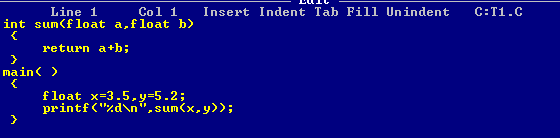 Edit
Line 1 Col 1 Insert Indent Tab Fill Unindent C:T1.C
int sum(float a,float b)
{
return a+b;
}
main( )
{
float x=3.5,y=5.2;
printf("%d\n",sum(x,y));
}